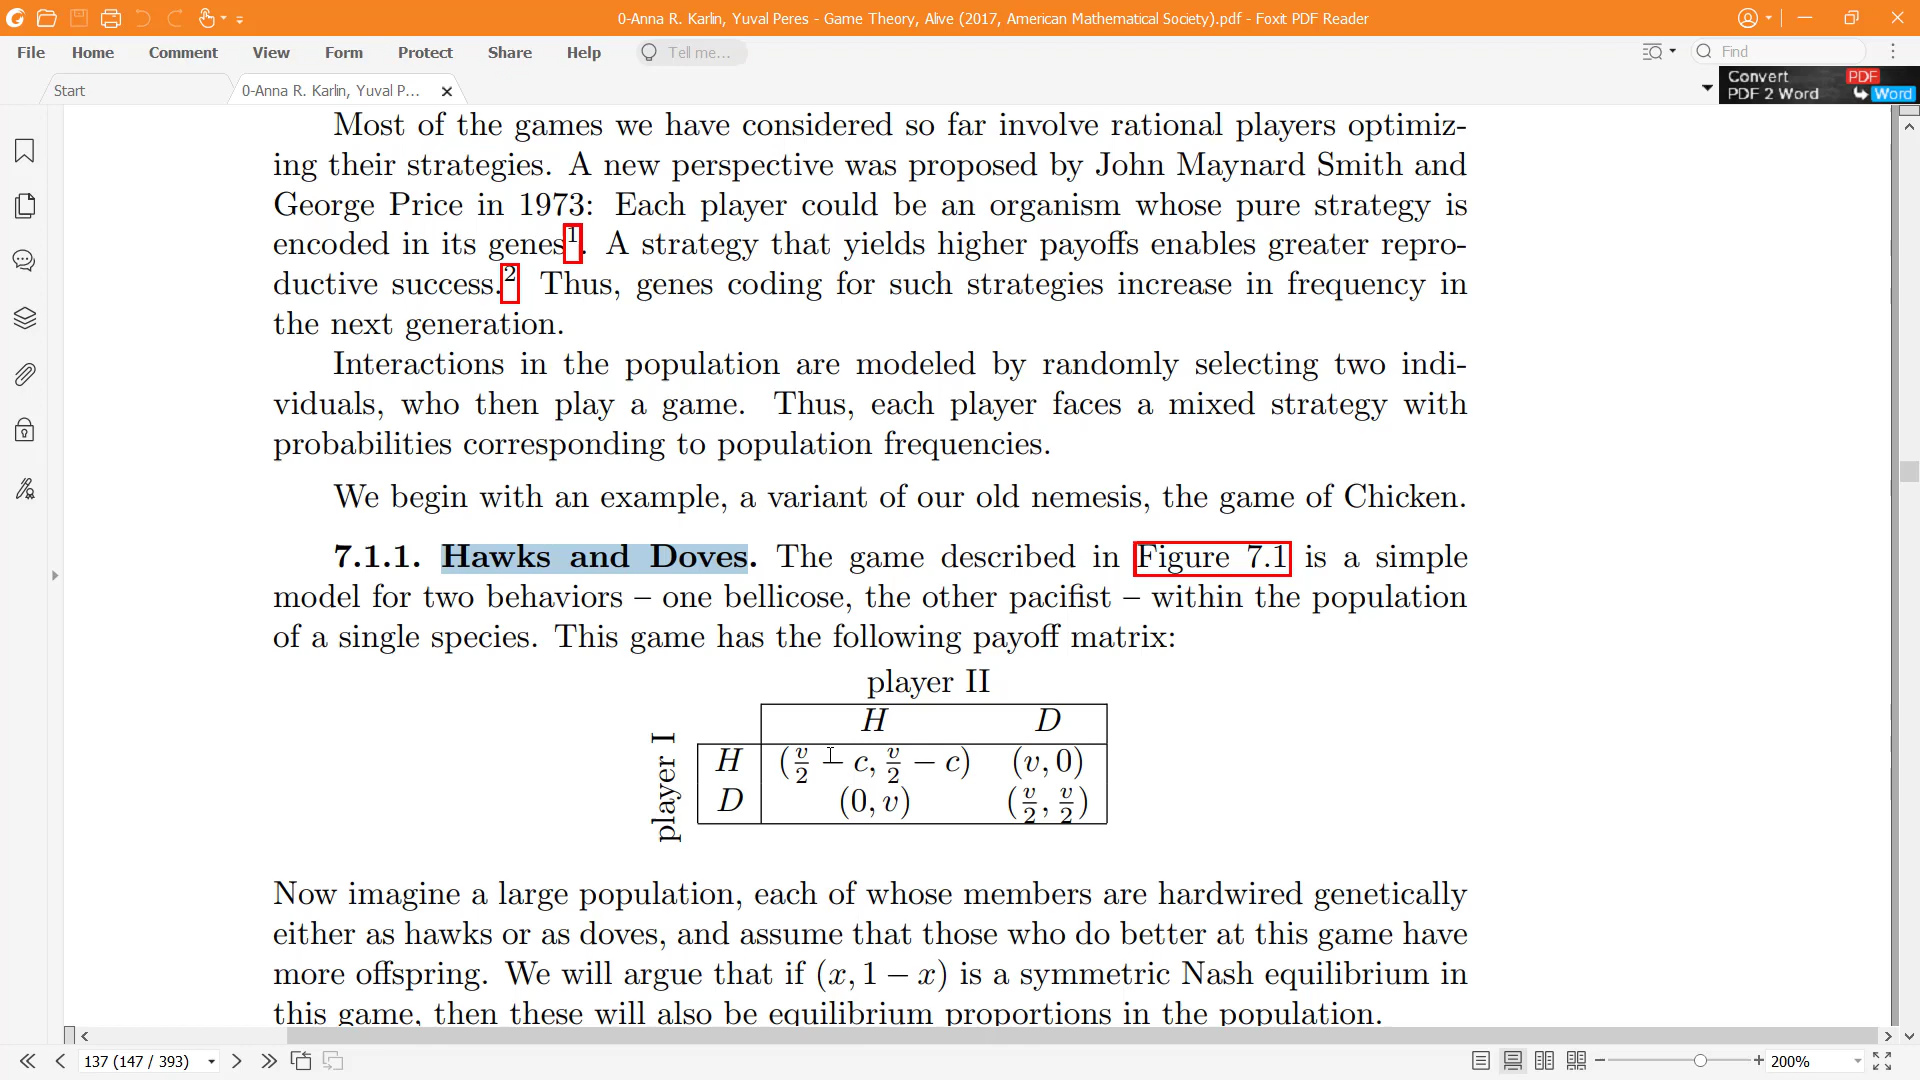 0-Anna R. Karlin, Yuval Peres - Game Theory, Alive (2017, American Mathematical Society).pdf - Foxit PDF Reader
File Home Comment View Form Protect Share Help Tell me... Find
Start 0-Anna R. Karlin, Yuval P...
Convert PDF
PDF 2 Word Word
Most of the games we have considered so far involve rational players optimiz-
ing their strategies. A new perspective was proposed by John Maynard Smith and
George Price in 1973: Each player could be an organism whose pure strategy is
encoded in its genes1. A strategy that yields higher payoffs enables greater repro-
ductive success.2 Thus, genes coding for such strategies increase in frequency in
the next generation.
Interactions in the population are modeled by randomly selecting two indi-
viduals, who then play a game. Thus, each player faces a mixed strategy with
probabilities corresponding to population frequencies.
We begin with an example, a variant of our old nemesis, the game of Chicken.
7.1.1. Hawks and Doves. The game described in Figure 7.1 is a simple
model for two behaviors – one bellicose, the other pacifist – within the population
of a single species. This game has the following payoff matrix:
player II
H D
player I
H (v/2 − c, v/2 − c) (v, 0)
D (0, v) (v/2, v/2)
Now imagine a large population, each of whose members are hardwired genetically
either as hawks or as doves, and assume that those who do better at this game have
more offspring. We will argue that if (x, 1 − x) is a symmetric Nash equilibrium in
this game, then these will also be equilibrium proportions in the population.
137 (147 / 393) 200%